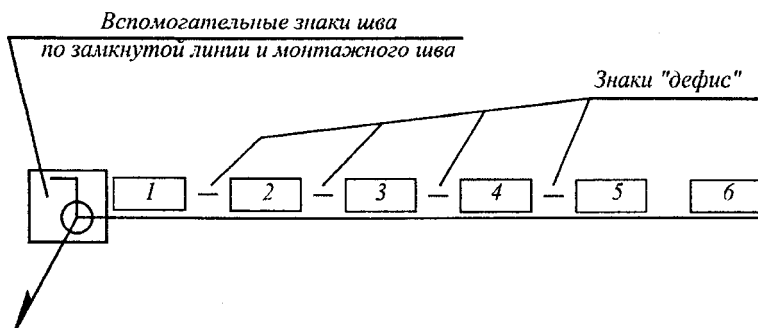 Вспомогательные знаки шва
по замкнутой линии и монтажного шва
Знаки "дефис"
1 – 2 – 3 – 4 – 5 6